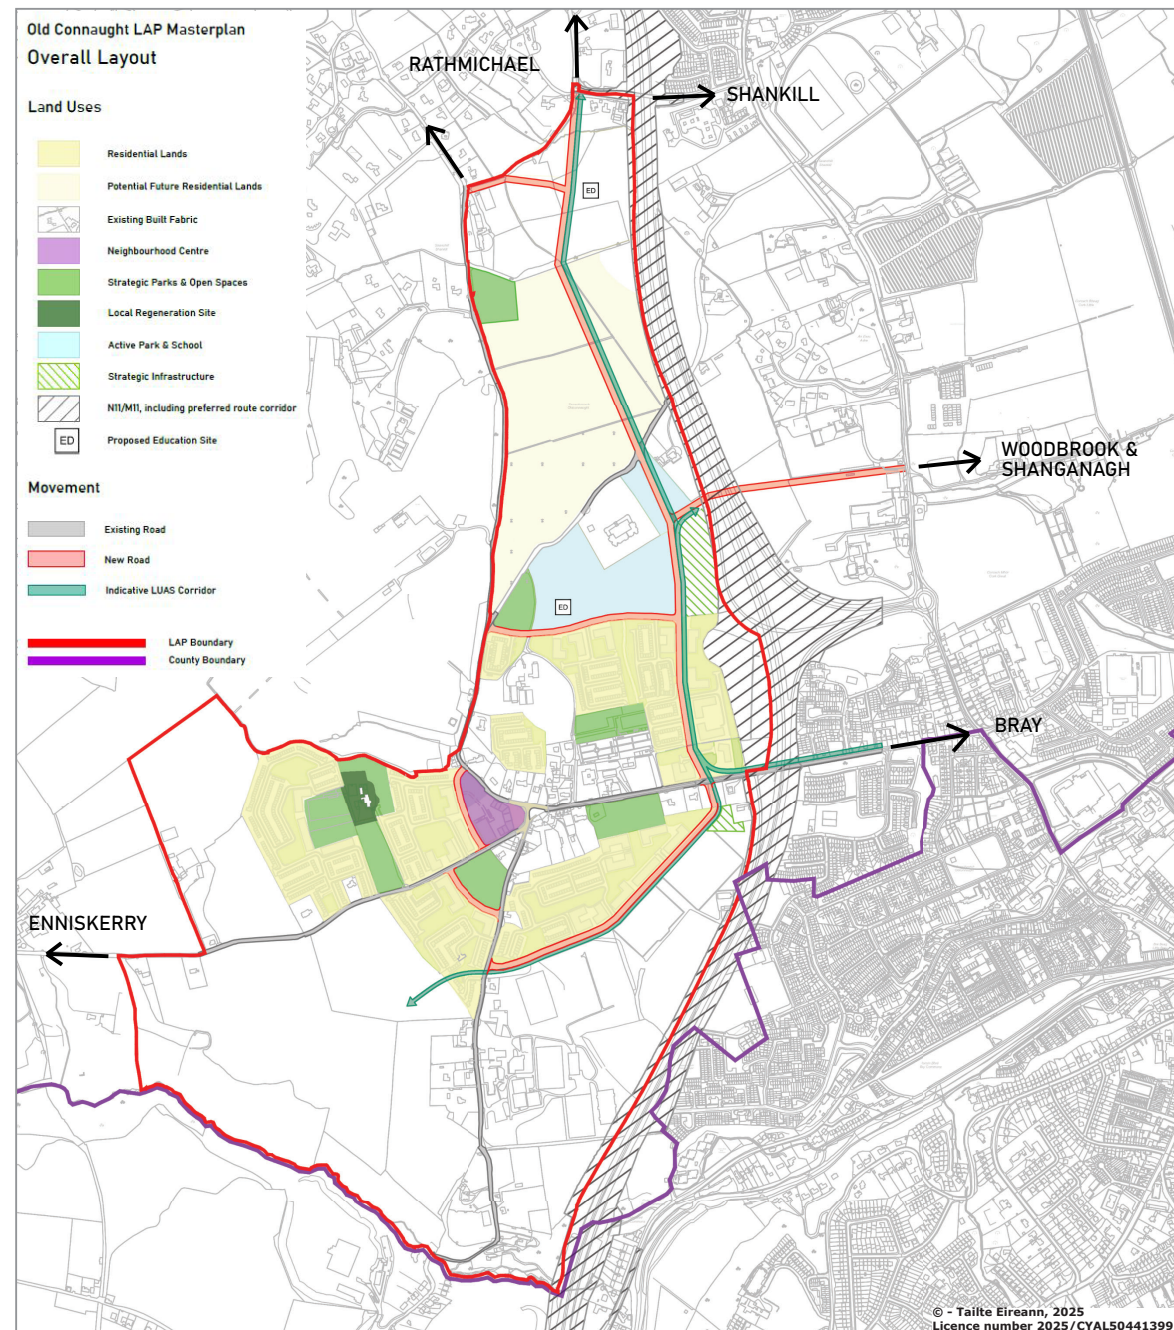 Old Connaught LAP Masterplan
Overall Layout
Land Uses
Residential Lands
Potential Future Residential Lands
Existing Built Fabric
Neighbourhood Centre
Strategic Parks & Open Spaces
Local Regeneration Site
Active Park & School
Strategic Infrastructure
N11/M11, including preferred route corridor
ED
Proposed Education Site
Movement
Existing Road
New Road
Indicative LUAS Corridor
LAP Boundary
County Boundary
RATHMICHAEL
SHANKILL
ED
WOODBROOK &
SHANGANAGH
ED
BRAY
ENNISKERRY
© - Tailte Eireann, 2025
Licence number 2025/CYAL50441399